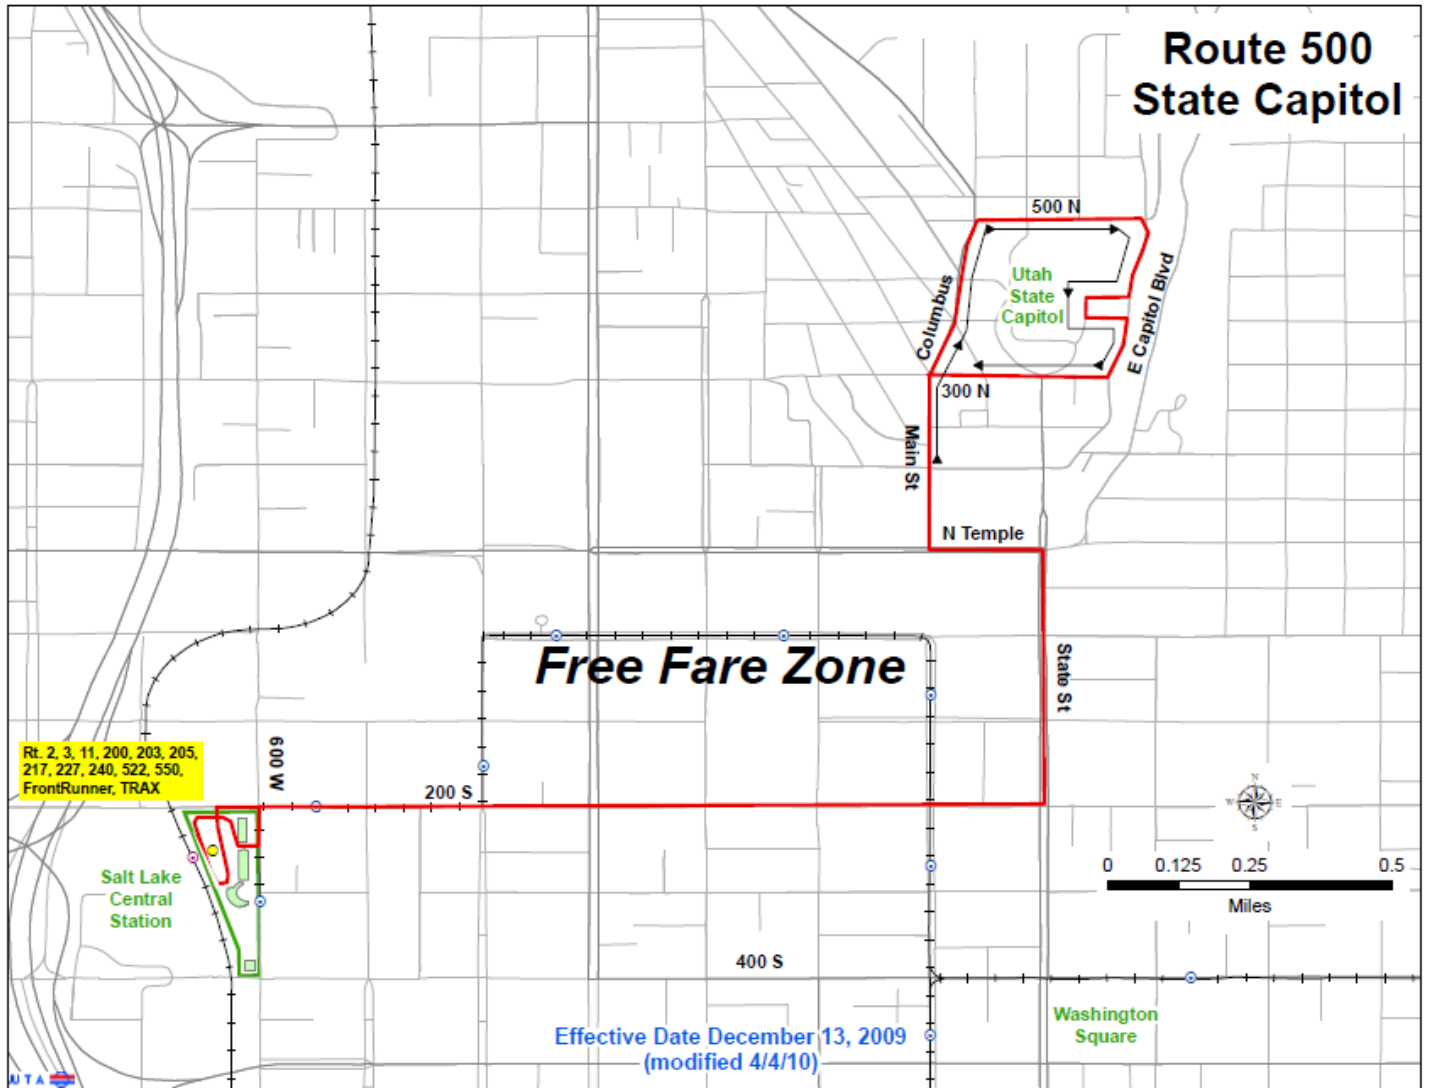 Route 500
State Capitol
500 N
Utah
State
Capitol
Columbus
E Capitol Blvd
300 N
Main St
N Temple
Free Fare Zone
State St
Rt. 2, 3, 11, 200, 203, 205,
217, 227, 240, 522, 550,
FrontRunner, TRAX
600 W
200 S
N
W E
S
0 0.125 0.25 0.5
Miles
Salt Lake
Central
Station
400 S
Washington
Square
Effective Date December 13, 2009
(modified 4/4/10)
U T A